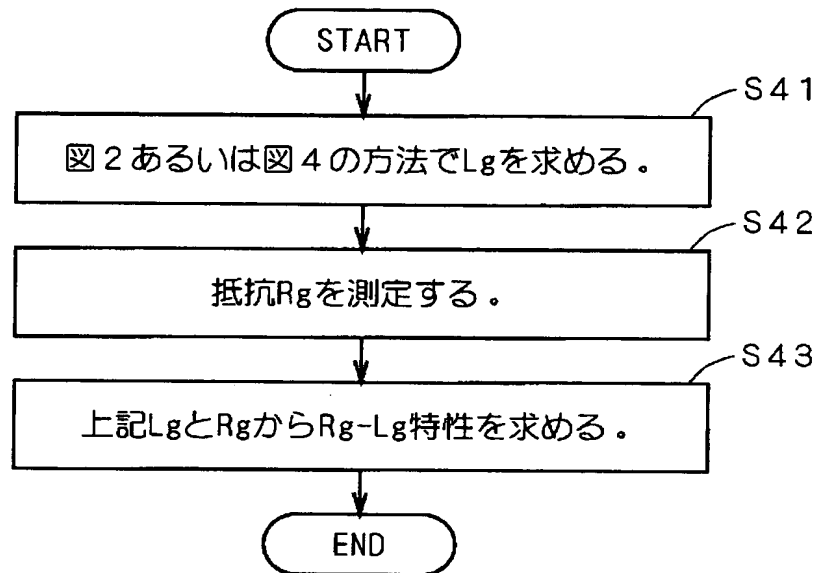 START
S41
図2あるいは図4の方法でLgを求める。
S42
抵抗Rgを測定する。
S43
上記LgとRgからRg-Lg特性を求める。
END